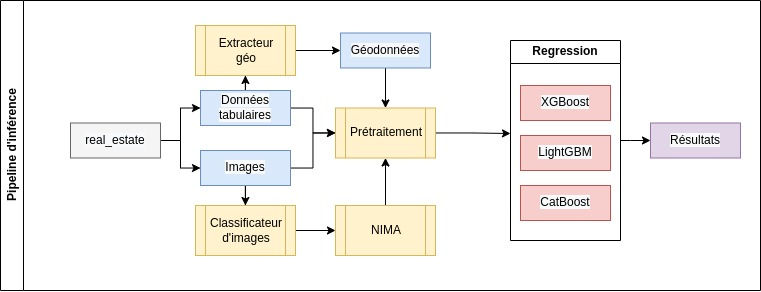 Pipeline d'inférence
real_estate
Extracteur
géo
Géodonnées
Données
tabulaires
Images
Prétraitement
Classificateur
d'images
NIMA
Regression
XGBoost
LightGBM
CatBoost
Résultats